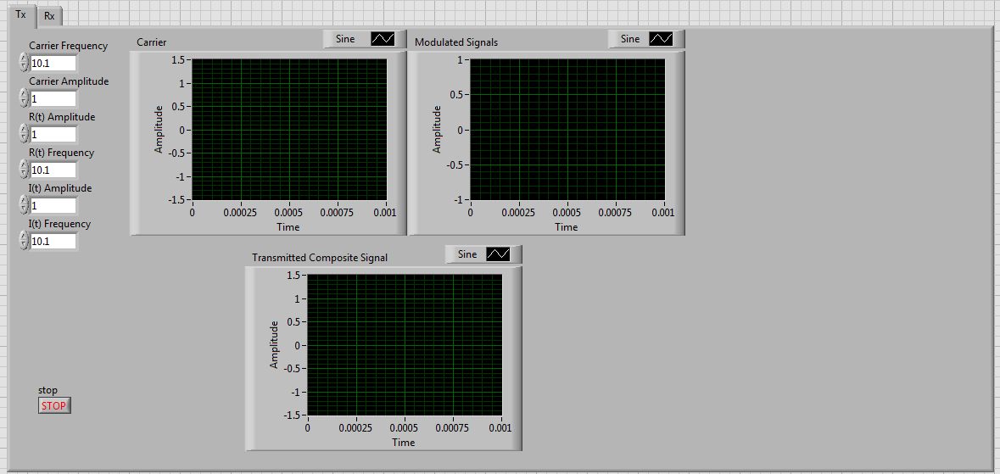 Tx
Rx
Carrier Frequency
10.1
Carrier Amplitude
1
R(t) Amplitude
1
R(t) Frequency
10.1
I(t) Amplitude
1
I(t) Frequency
10.1
stop
STOP
Carrier
Sine
1.5
1
0.5
0
-0.5
-1
-1.5
Amplitude
0 0.00025 0.0005 0.00075 0.001
Time
Modulated Signals
Sine
1
0.5
0
-0.5
-1
Amplitude
0 0.00025 0.0005 0.00075 0.001
Time
Transmitted Composite Signal
Sine
1.5
1
0.5
0
-0.5
-1
-1.5
Amplitude
0 0.00025 0.0005 0.00075 0.001
Time